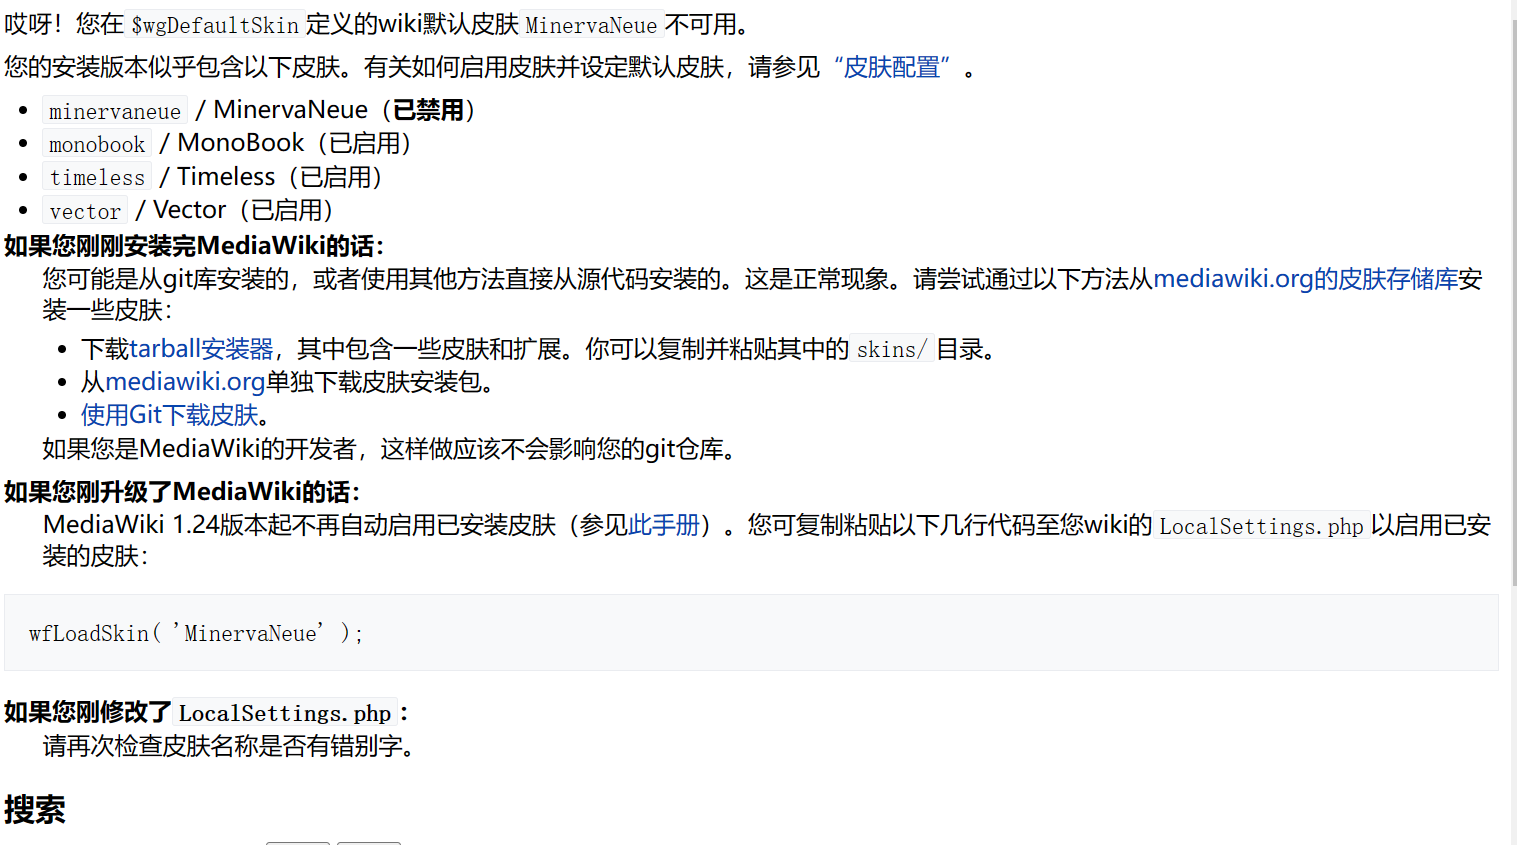 哎呀！您在 $wgDefaultSkin 定义的wiki默认皮肤 MinervaNeue 不可用。
您的安装版本似乎包含以下皮肤。有关如何启用皮肤并设定默认皮肤，请参见“皮肤配置”。
• minervaneue / MinervaNeue（已禁用）
• monobook / MonoBook（已启用）
• timeless / Timeless（已启用）
• vector / Vector（已启用）
如果您刚刚安装完MediaWiki的话：
您可能是从git库安装的，或者使用其他方法直接从源代码安装的。这是正常现象。请尝试通过以下方法从mediawiki.org的皮肤存储库安
装一些皮肤：
• 下载tarball安装器，其中包含一些皮肤和扩展。你可以复制并粘贴其中的 skins/ 目录。
• 从mediawiki.org单独下载皮肤安装包。
• 使用Git下载皮肤。
如果您是MediaWiki的开发者，这样做应该不会影响您的git仓库。
如果您刚升级了MediaWiki的话：
MediaWiki 1.24版本起不再自动启用已安装皮肤（参见此手册）。您可复制粘贴以下几行代码至您wiki的 LocalSettings.php 以启用已安
装的皮肤：
wfLoadSkin( 'MinervaNeue' );
如果您刚修改了 LocalSettings.php ：
请再次检查皮肤名称是否有错别字。
搜索